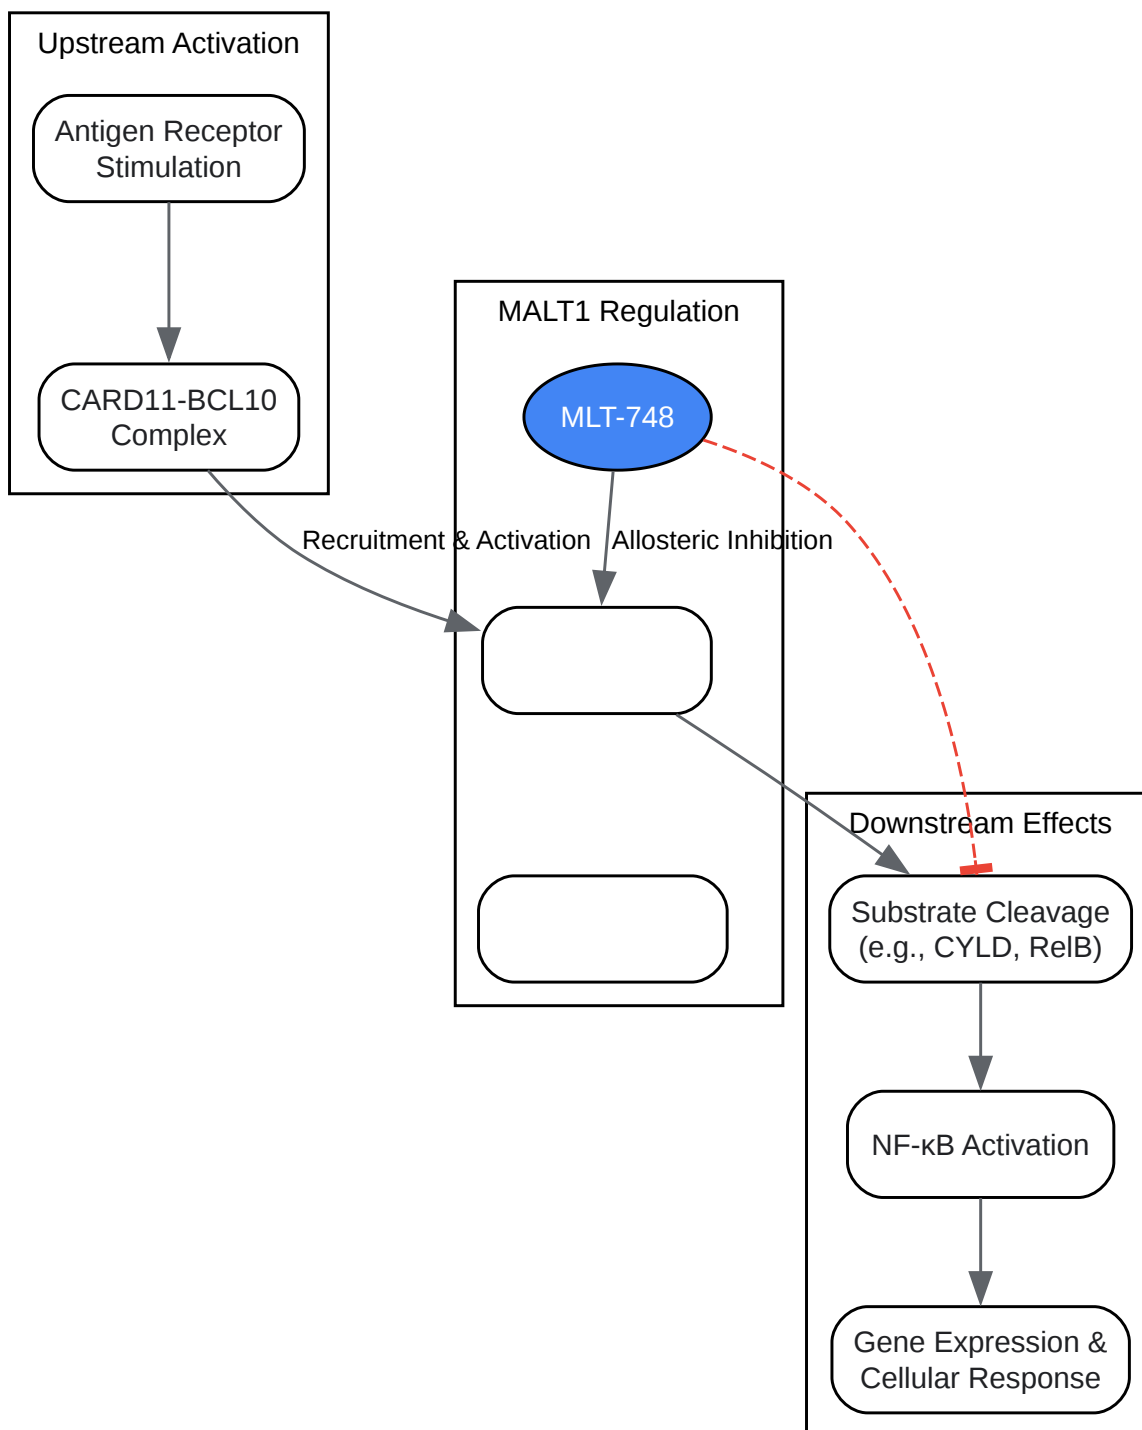 Upstream Activation
Antigen Receptor
Stimulation
CARD11-BCL10
Complex
MALT1 Regulation
MLT-748
Recruitment & Activation
Allosteric Inhibition
Downstream Effects
Substrate Cleavage
(e.g., CYLD, RelB)
NF-κB Activation
Gene Expression &
Cellular Response